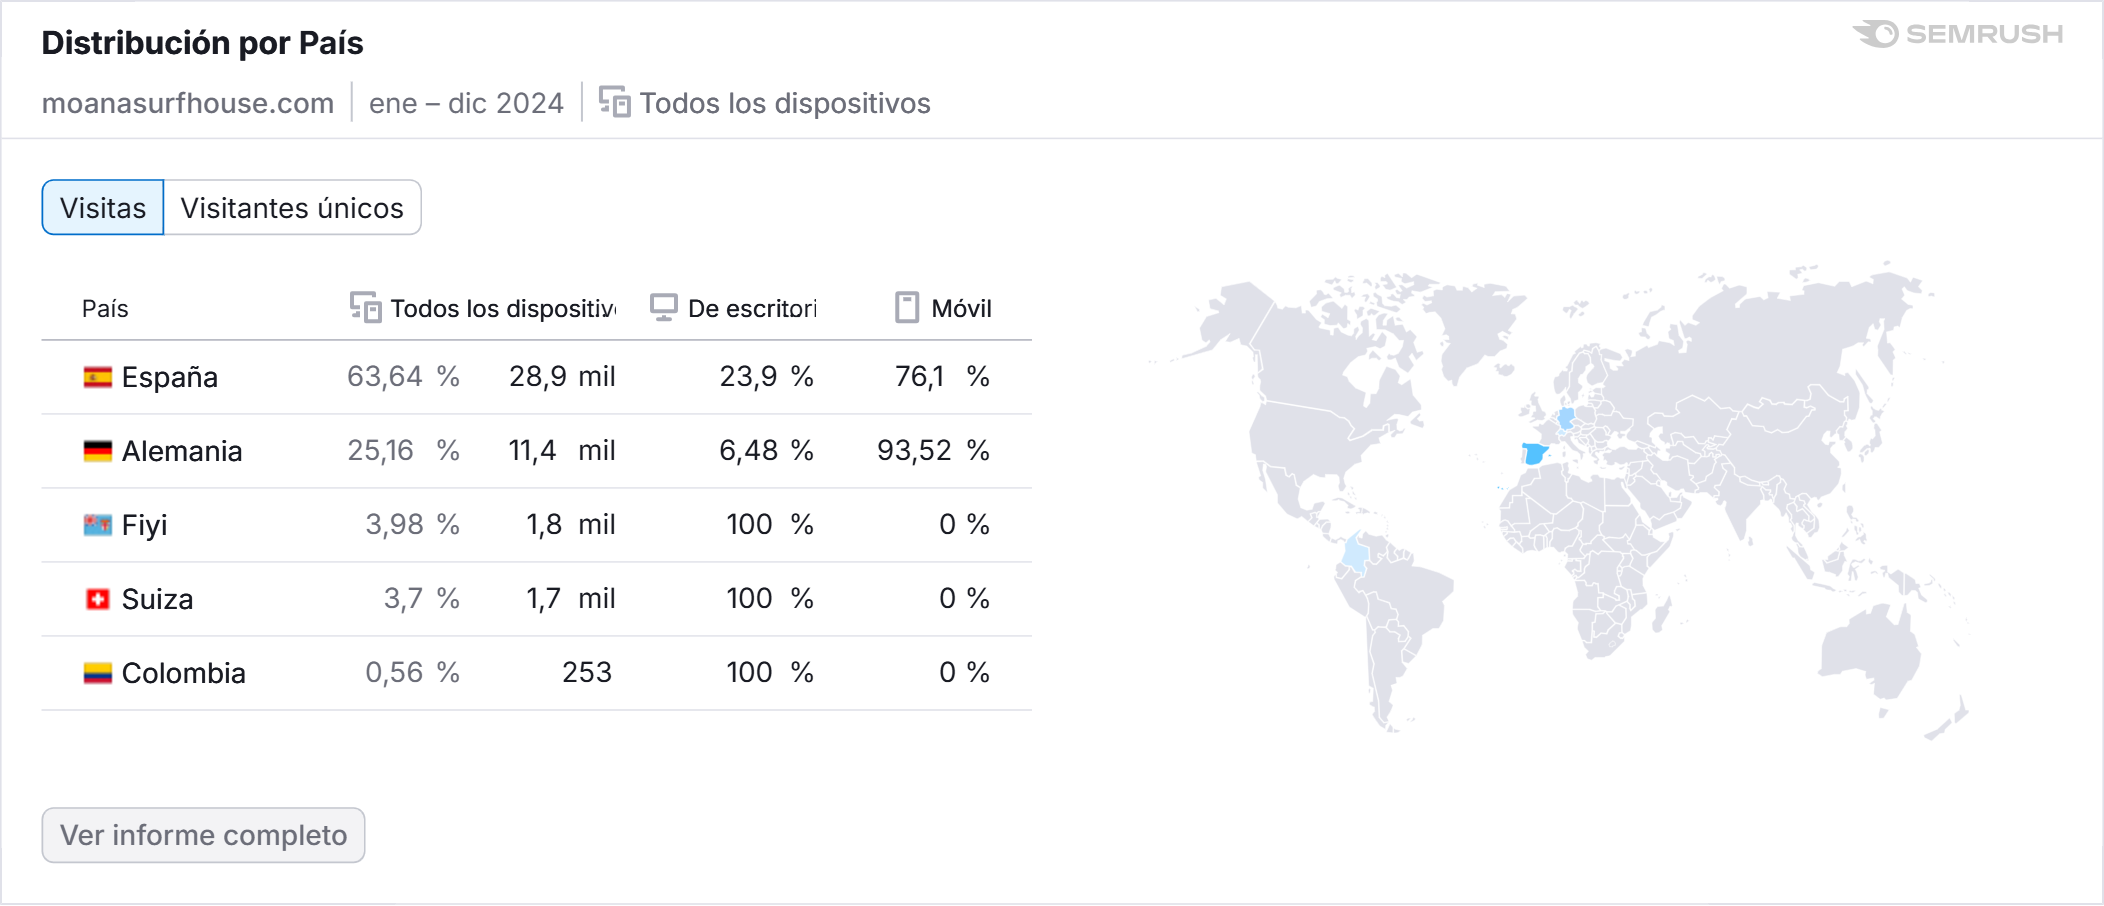 Distribución por País
SEMRUSH
moanasurfhouse.com | ene – dic 2024 | Todos los dispositivos
Visitas Visitantes únicos
País Todos los dispositiv De escritori Móvil
España 63,64 % 28,9 mil 23,9 % 76,1 %
Alemania 25,16 % 11,4 mil 6,48 % 93,52 %
Fiyi 3,98 % 1,8 mil 100 % 0 %
Suiza 3,7 % 1,7 mil 100 % 0 %
Colombia 0,56 % 253 100 % 0 %
Ver informe completo